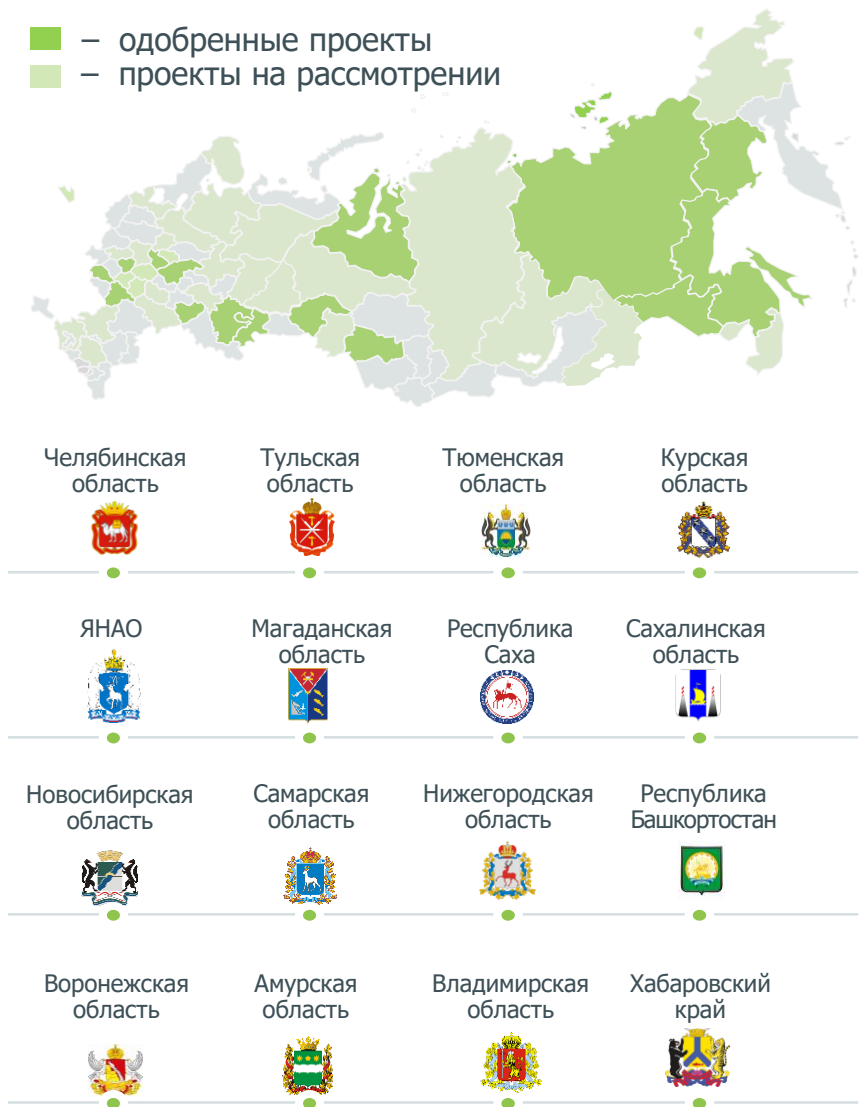 – одобренные проекты
– проекты на рассмотрении
Челябинская
область
Тульская
область
Тюменская
область
Курская
область
ЯНАО
Магаданская
область
Республика
Саха
Сахалинская
область
Новосибирская
область
Самарская
область
Нижегородская
область
Республика
Башкортостан
Воронежская
область
Амурская
область
Владимирская
область
Хабаровский
край